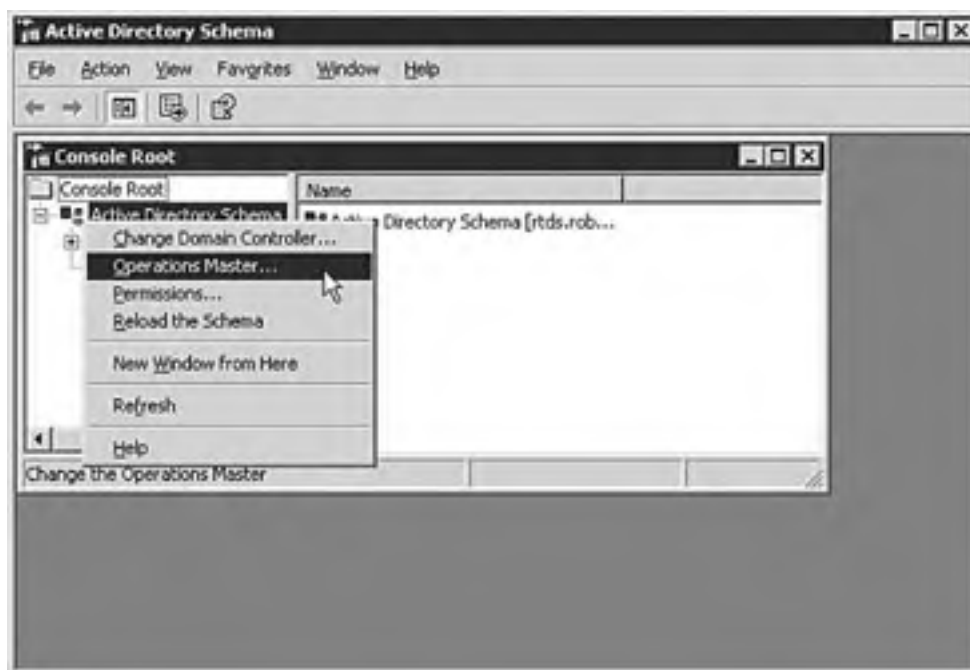 Active Directory Schema
File Action View Favorites Window Help
Console Root
Console Root
Name
Active Directory Schema
Directory Schema [rtds.rob...
Change Domain Controller...
Operations Master...
Permissions...
Reload the Schema
New Window from Here
Refresh
Help
Change the Operations Master